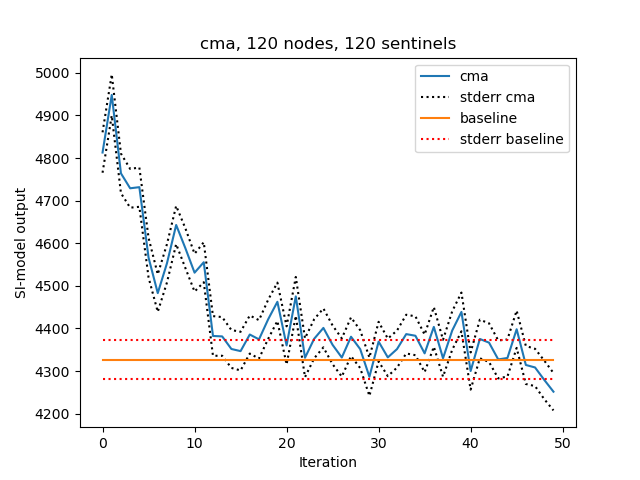 cma, 120 nodes, 120 sentinels
5000
4900
4800
4700
4600
4500
4400
4300
4200
SI-model output
cma
stderr cma
baseline
stderr baseline
0
10
20
30
40
50
Iteration